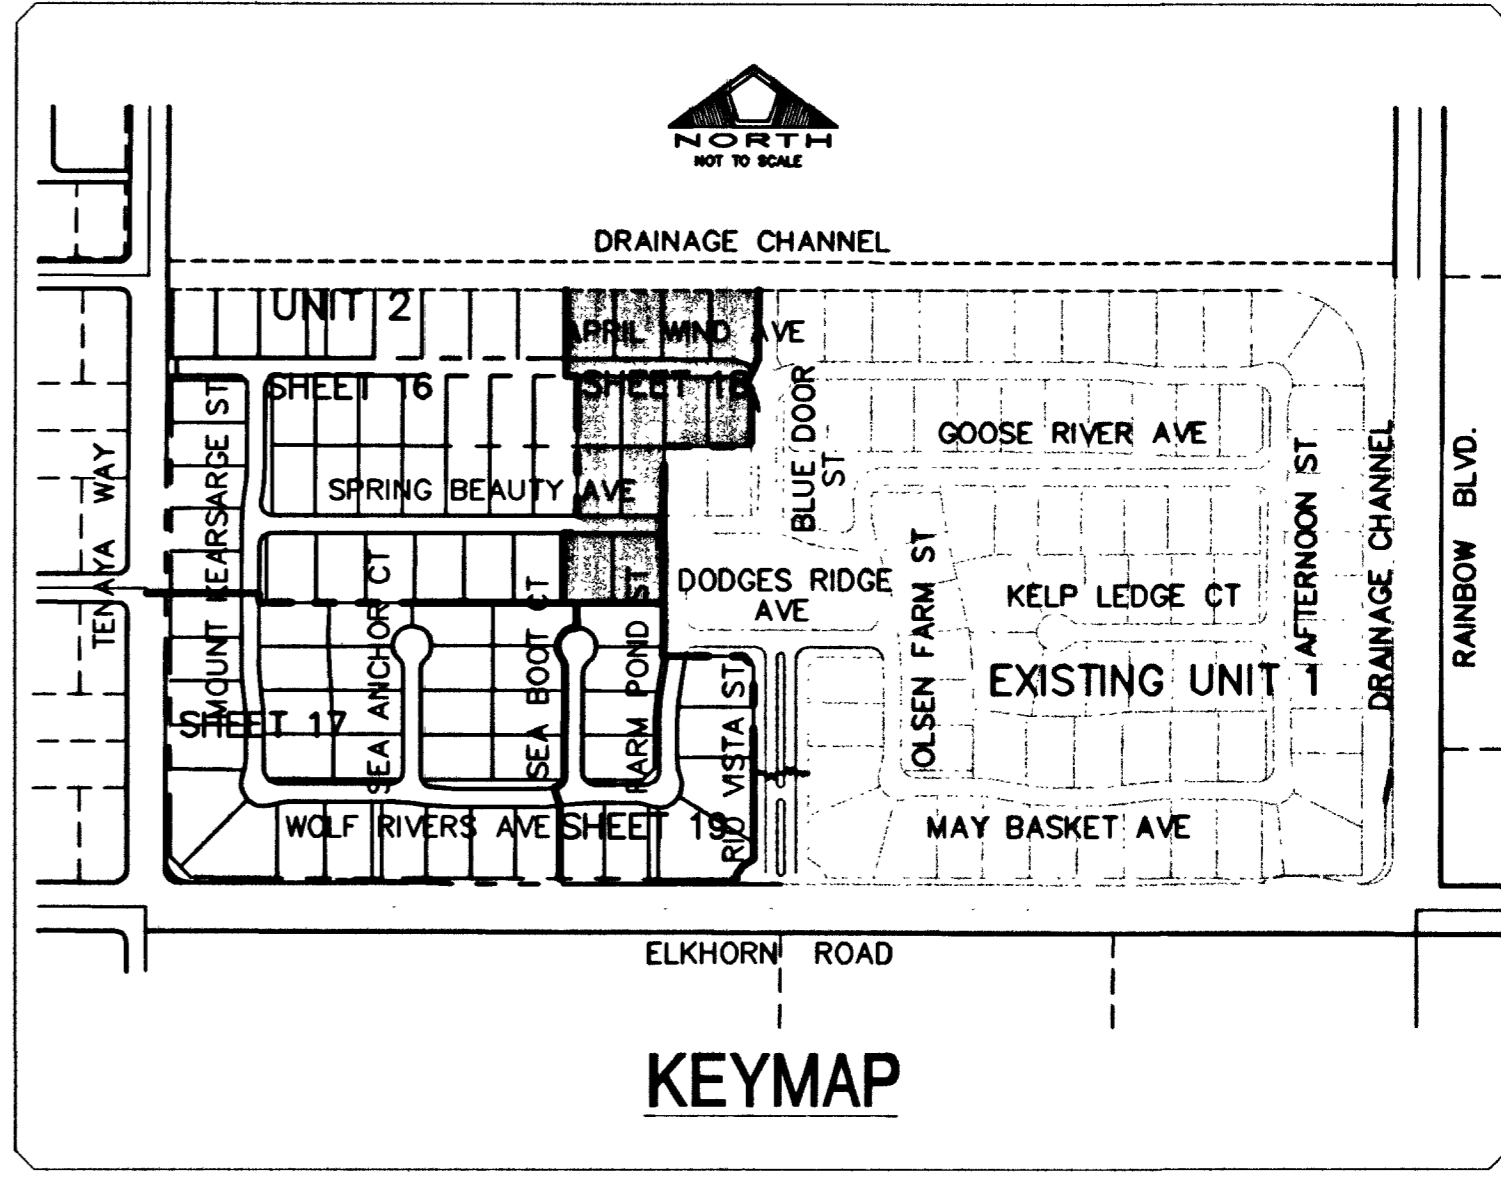 NORTH
NOT TO SCALE
DRAINAGE CHANNEL
UNIT 2
APRIL WIND AVE
SHEET 16
SHEET 18
MOUNT KEARSARGE ST
TENAYA WAY
SPRING BEAUTY AVE
BLUE DOOR
ST
GOOSE RIVER AVE
AFTERNOON ST
DRAINAGE CHANNEL
RAINBOW BLVD.
SEA ANCHOR CT
SEA BOOT CT
FARM POND ST
DODGES RIDGE
AVE
OLSEN FARM ST
KELP LEDGE CT
EXISTING UNIT 1
SHEET 17
RIO VISTA ST
WOLF RIVERS AVE
SHEET 19
MAY BASKET AVE
ELKHORN ROAD
KEYMAP